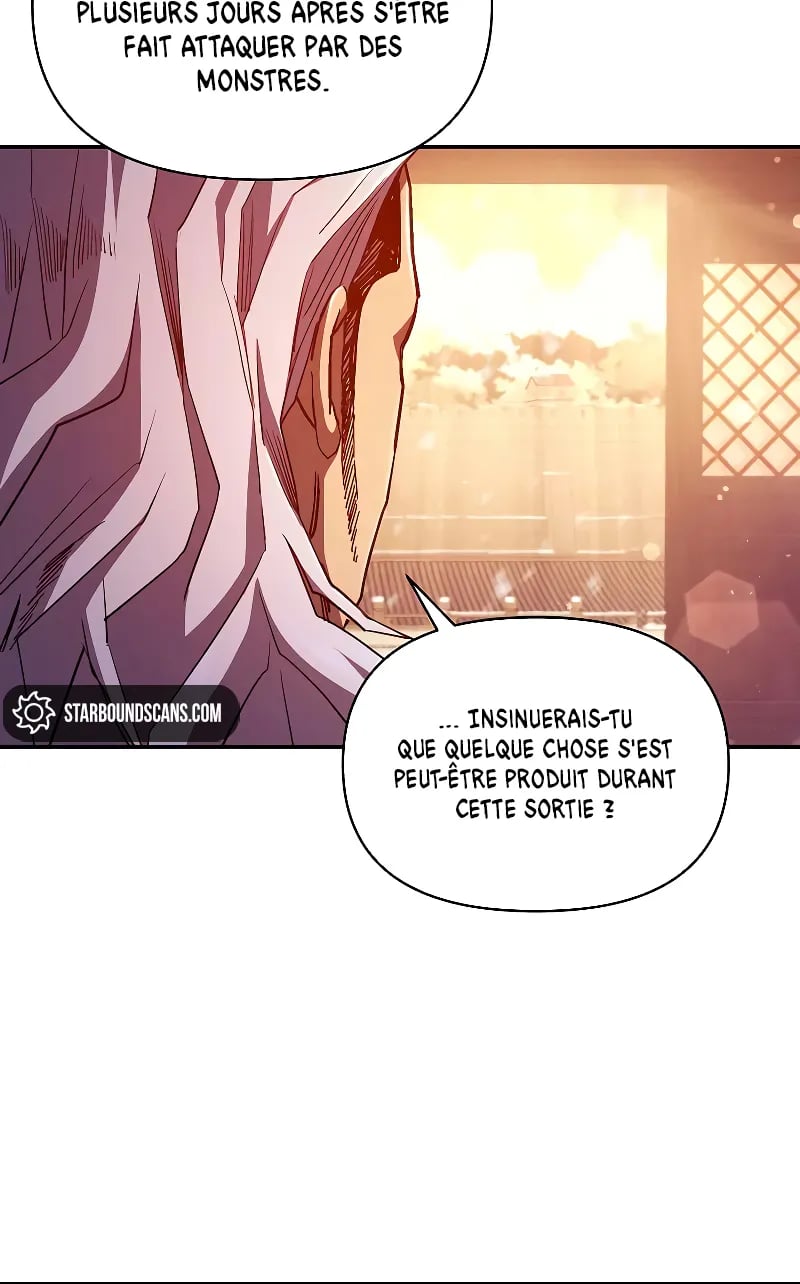 PLUSIEURS JOURS APRÈS S'ÊTRE
FAIT ATTAQUER PAR DES
MONSTRES.
STARBOUNDSCANS.COM
... INSINUERAIS-TU
QUE QUELQUE CHOSE S'EST
PEUT-ÊTRE PRODUIT DURANT
CETTE SORTIE ?